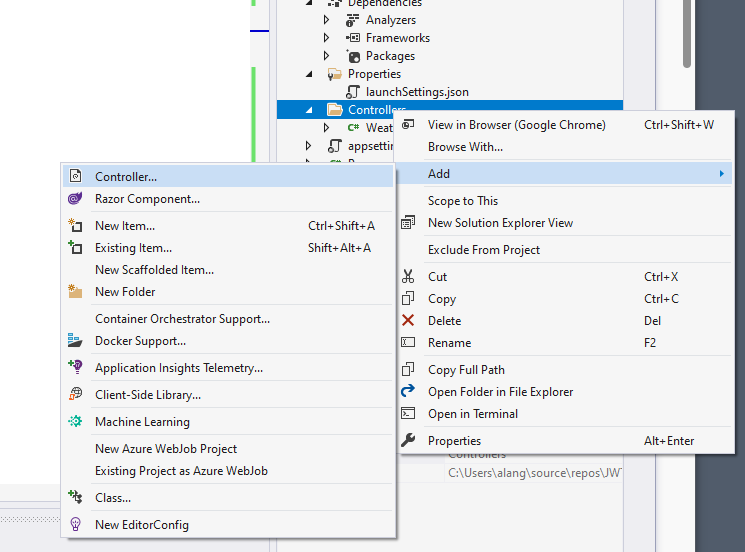 Dependencies
Analyzers
Frameworks
Packages
Properties
launchSettings.json
Controllers
C# Weat
appsettin
View in Browser (Google Chrome) Ctrl+Shift+W
Browse With...
Add
Scope to This
New Solution Explorer View
Exclude From Project
Cut Ctrl+X
Copy Ctrl+C
Delete Del
Rename F2
Copy Full Path
Open Folder in File Explorer
Open in Terminal
Properties Alt+Enter
Controller...
Razor Component...
New Item... Ctrl+Shift+A
Existing Item... Shift+Alt+A
New Scaffolded Item...
New Folder
Container Orchestrator Support...
Docker Support...
Application Insights Telemetry...
Client-Side Library...
Machine Learning
New Azure WebJob Project
Existing Project as Azure WebJob
Class...
New EditorConfig
Controllers
C:\Users\alang\source\repos\JW